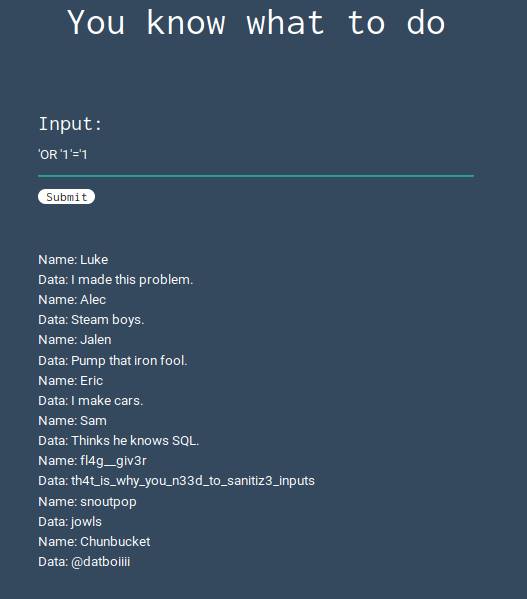 You know what to do
Input:
'OR '1'='1
Submit
Name: Luke
Data: I made this problem.
Name: Alec
Data: Steam boys.
Name: Jalen
Data: Pump that iron fool.
Name: Eric
Data: I make cars.
Name: Sam
Data: Thinks he knows SQL.
Name: fl4g__giv3r
Data: th4t_is_why_you_n33d_to_sanitiz3_inputs
Name: snoutpop
Data: jowls
Name: Chunbucket
Data: @datboiiii